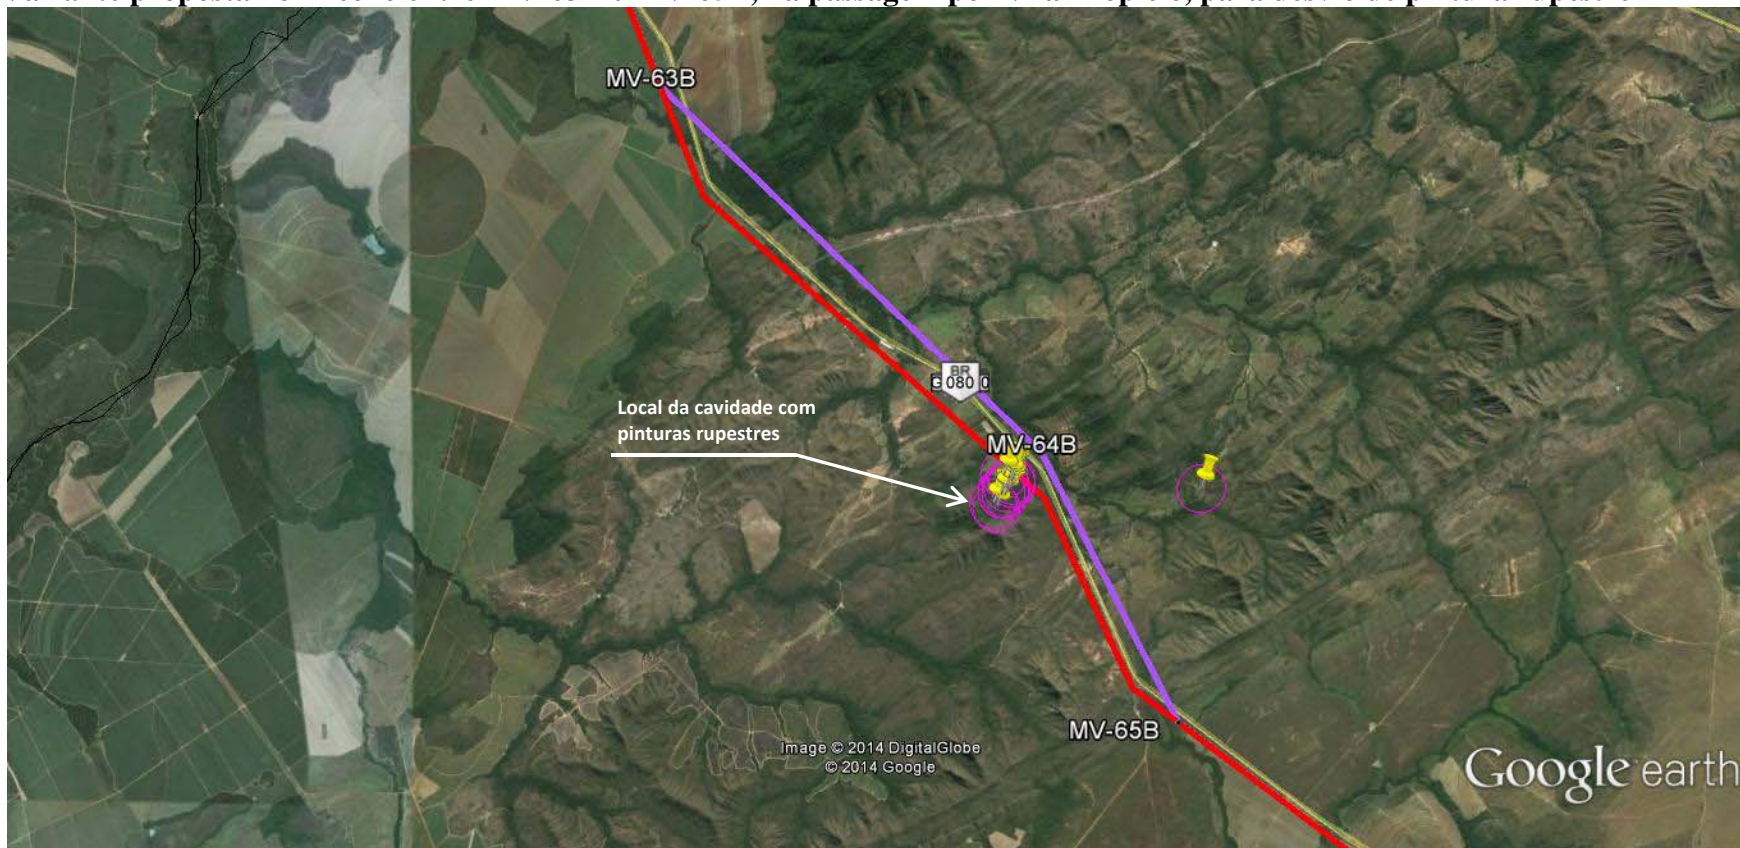 MV-63B
BR
080
Local da cavidade com
pinturas rupestres
MV-64B
MV-65B
Image © 2014 DigitalGlobe
© 2014 Google
Google earth